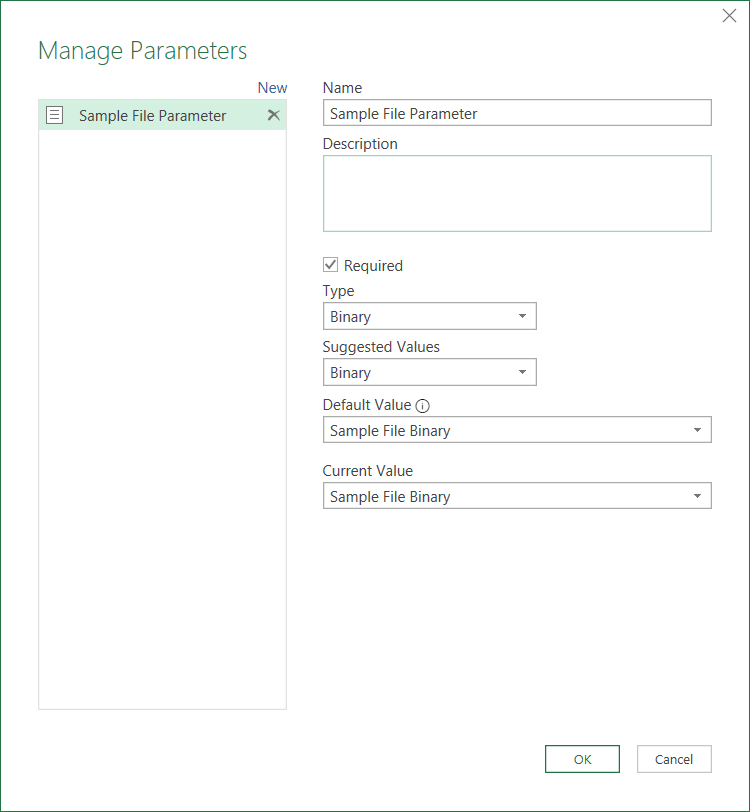 Manage Parameters
New
Sample File Parameter
Name
Sample File Parameter
Description
Required
Type
Binary
Suggested Values
Binary
Default Value
Sample File Binary
Current Value
Sample File Binary
OK
Cancel